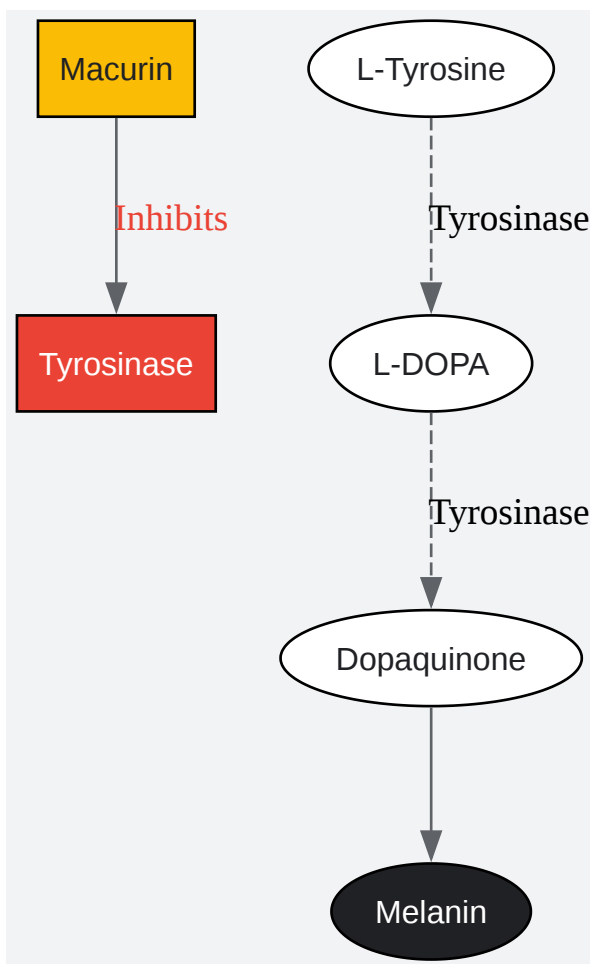 Macurin
L-Tyrosine
Inhibits
Tyrosinase
Tyrosinase
L-DOPA
Tyrosinase
Dopaquinone
Melanin